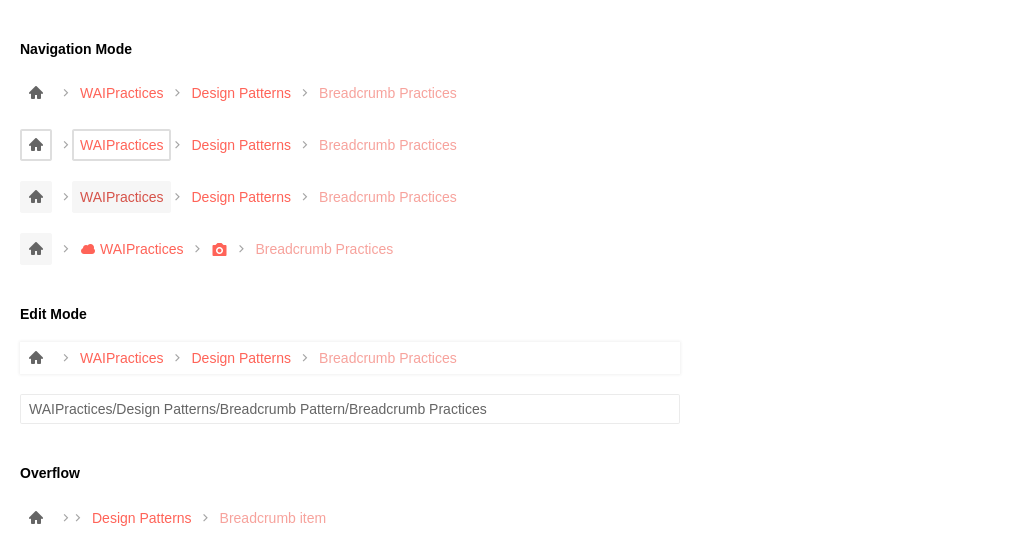 Navigation Mode
WAIPractices Design Patterns Breadcrumb Practices
WAIPractices Design Patterns Breadcrumb Practices
WAIPractices Design Patterns Breadcrumb Practices
WAIPractices Breadcrumb Practices
Edit Mode
WAIPractices Design Patterns Breadcrumb Practices
WAIPractices/Design Patterns/Breadcrumb Pattern/Breadcrumb Practices
Overflow
Design Patterns Breadcrumb item